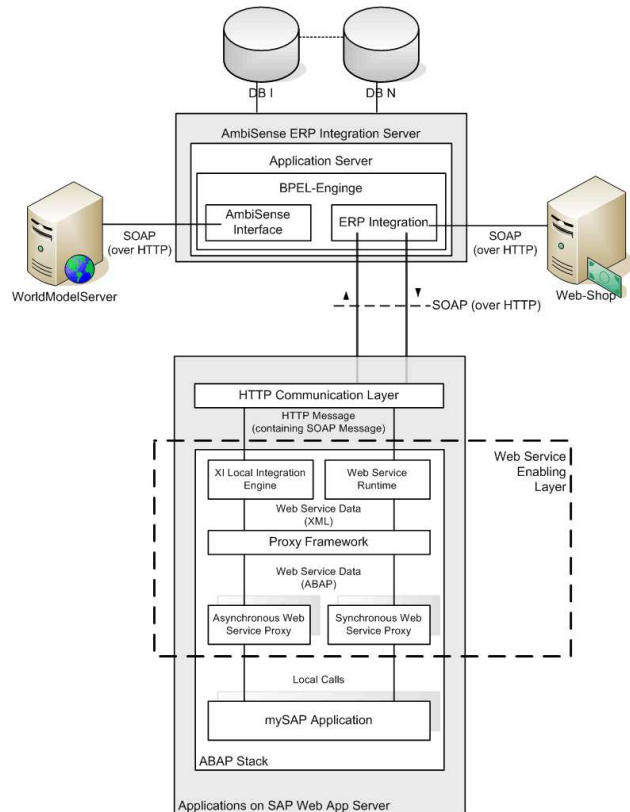 DB I
DB N
AmbiSense ERP Integration Server
Application Server
BPEL-Enginge
AmbiSense
Interface
ERP Integration
SOAP
(over HTTP)
SOAP
(over HTTP)
WorldModelServer
Web-Shop
SOAP (over HTTP)
HTTP Communication Layer
HTTP Message
(containing SOAP Message)
Web Service
Enabling
Layer
XI Local Integration
Engine
Web Service
Runtime
Web Service Data
(XML)
Proxy Framework
Web Service Data
(ABAP)
Asynchronous Web
Service Proxy
Synchronous Web
Service Proxy
Local Calls
mySAP Application
ABAP Stack
Applications on SAP Web App Server